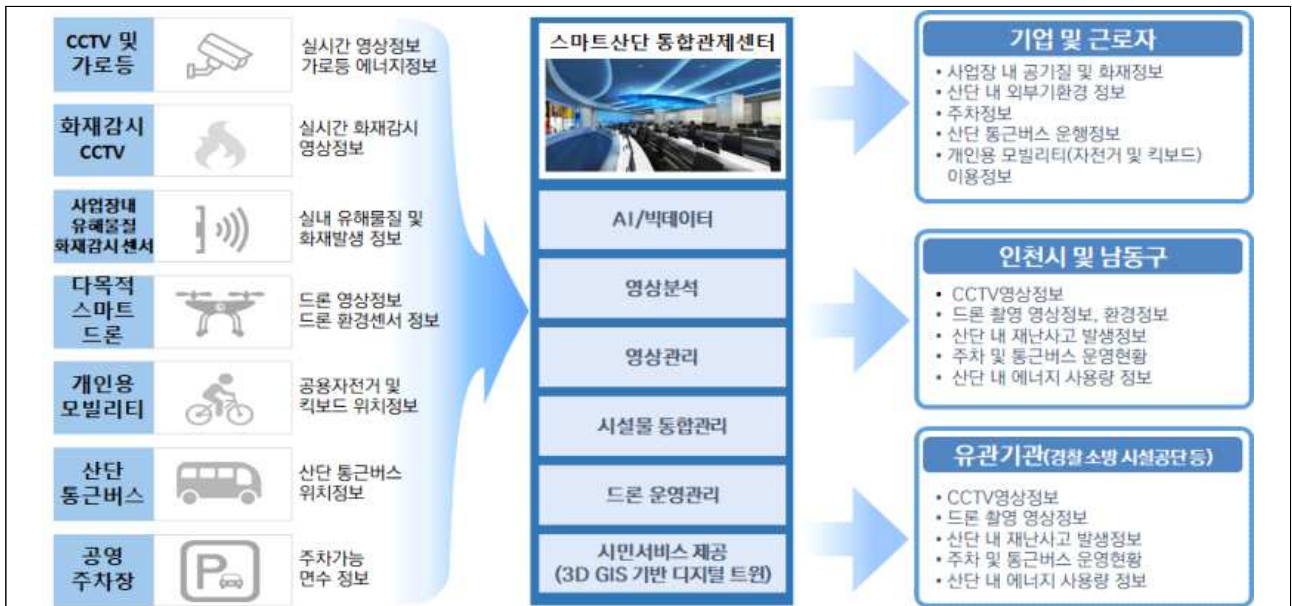 CCTV 및
가로등
실시간 영상정보
가로등 에너지정보
화재감시
CCTV
실시간 화재감시
영상정보
사업장내
유해물질
화재감시센서
실내 유해물질 및
화재발생 정보
다목적
스마트
드론
드론 영상정보
드론 환경센서 정보
개인용
모빌리티
공용자전거 및
킥보드 위치정보
산단
통근버스
산단 통근버스
위치정보
공영
주차장
P
주차가능
면수 정보
스마트산단 통합관제센터
AI/빅데이터
영상분석
영상관리
시설물 통합관리
드론 운영관리
시민서비스 제공
(3D GIS 기반 디지털 트윈)
기업 및 근로자
• 사업장 내 공기질 및 화재정보
• 산단 내 외부기환경 정보
• 주차정보
• 산단 통근버스 운행정보
• 개인용 모빌리티(자전거 및 킥보드)
이용정보
인천시 및 남동구
• CCTV영상정보
• 드론 촬영 영상정보, 환경정보
• 산단 내 재난사고 발생정보
• 주차 및 통근버스 운영현황
• 산단 내 에너지 사용량 정보
유관기관(경찰 소방 시설공단 등)
• CCTV영상정보
• 드론 촬영 영상정보
• 산단 내 재난사고 발생정보
• 주차 및 통근버스 운영현황
• 산단 내 에너지 사용량 정보